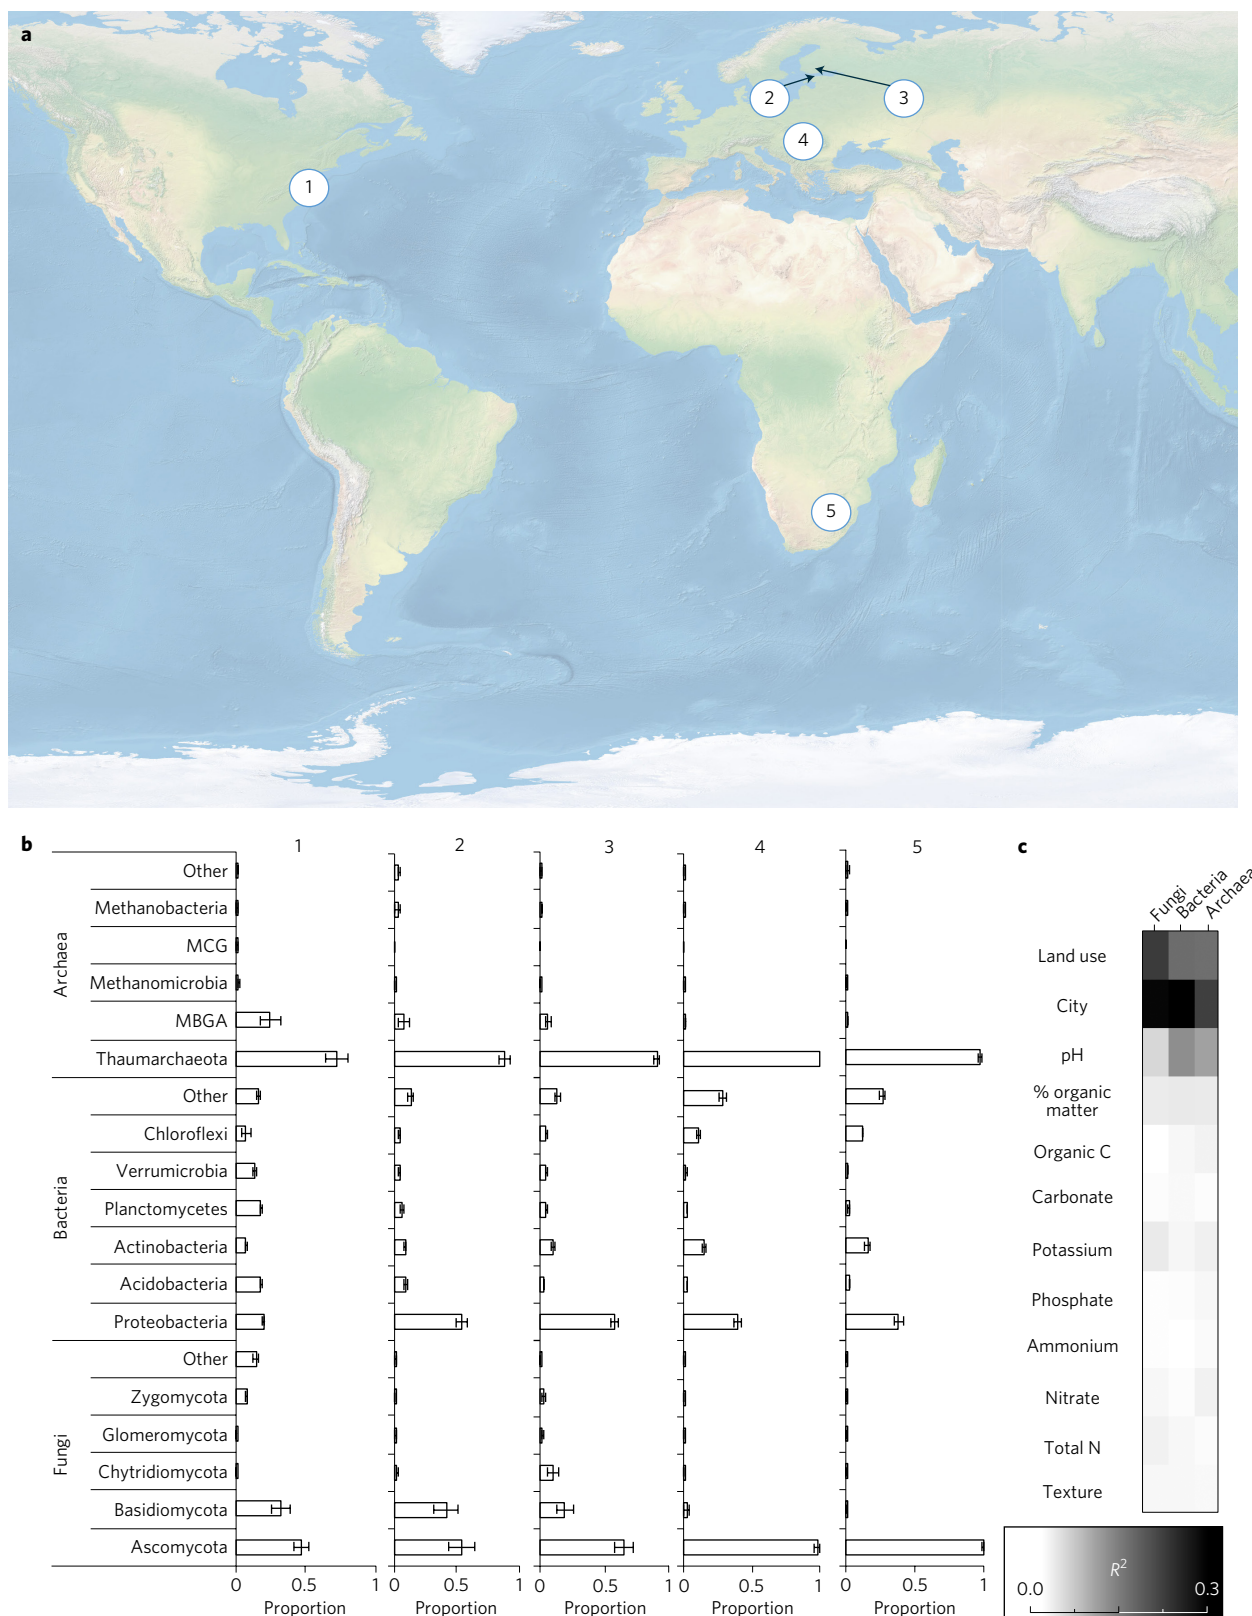 a
2
3
4
1
5
b
1
2
3
4
5
c
Archaea
Other
Methanobacteria
MCG
Methanomicrobia
MBGA
Thaumarchaeota
Bacteria
Other
Chloroflexi
Verrumicrobia
Planctomycetes
Actinobacteria
Acidobacteria
Proteobacteria
Fungi
Other
Zygomycota
Glomeromycota
Chytridiomycota
Basidiomycota
Ascomycota
0 0.5 1
Proportion
0 0.5 1
Proportion
0 0.5 1
Proportion
0 0.5 1
Proportion
0 0.5 1
Proportion
Fungi
Bacteria
Archaea
Land use
City
pH
% organic
matter
Organic C
Carbonate
Potassium
Phosphate
Ammonium
Nitrate
Total N
Texture
R²
0.0 0.3